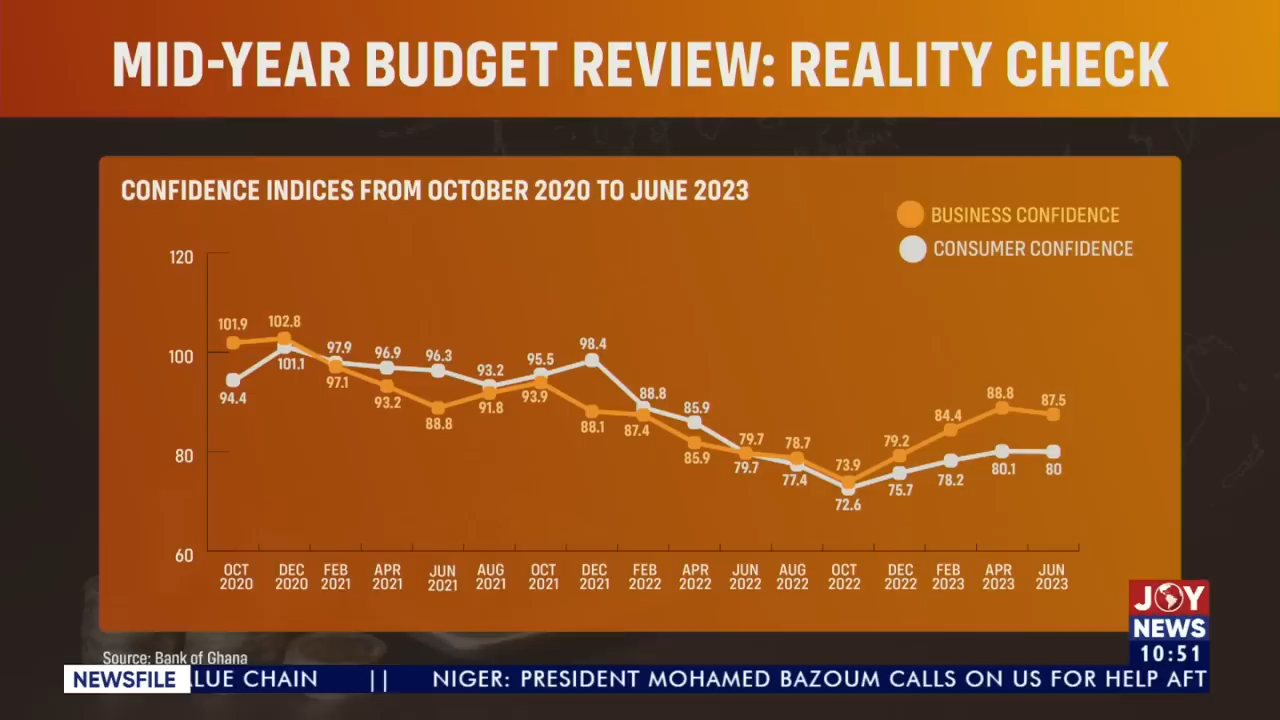 MID-YEAR BUDGET REVIEW: REALITY CHECK
CONFIDENCE INDICES FROM OCTOBER 2020 TO JUNE 2023
BUSINESS CONFIDENCE
CONSUMER CONFIDENCE
120
100
80
60
101.9 102.8 97.9 96.9 96.3 93.2 95.5 98.4 88.8 85.9 79.7 78.7 73.9 79.2 84.4 88.8 87.5
94.4 101.1 97.1 93.2 88.8 91.8 93.9 88.1 87.4 85.9 79.7 77.4 72.6 75.7 78.2 80.1 80
OCT DEC FEB APR JUN AUG OCT DEC FEB APR JUN AUG OCT DEC FEB APR JUN
2020 2020 2021 2021 2021 2021 2021 2021 2022 2022 2022 2022 2022 2022 2023 2023 2023
JOY
NEWS
10:51
Source: Bank of Ghana
NEWSFILE LUE CHAIN || NIGER: PRESIDENT MOHAMED BAZOUM CALLS ON US FOR HELP AFT